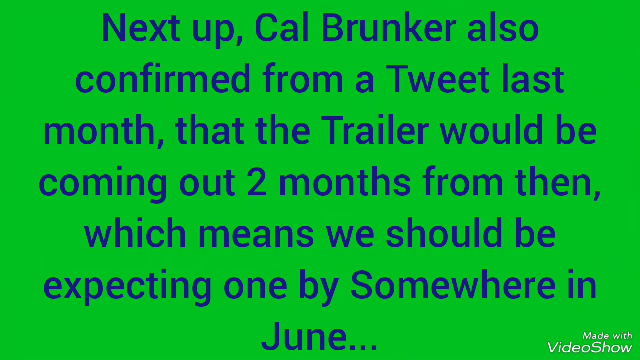 Next up, Cal Brunker also
confirmed from a Tweet last
month, that the Trailer would be
coming out 2 months from then,
which means we should be
expecting one by Somewhere in
June...
Made with
VideoShow